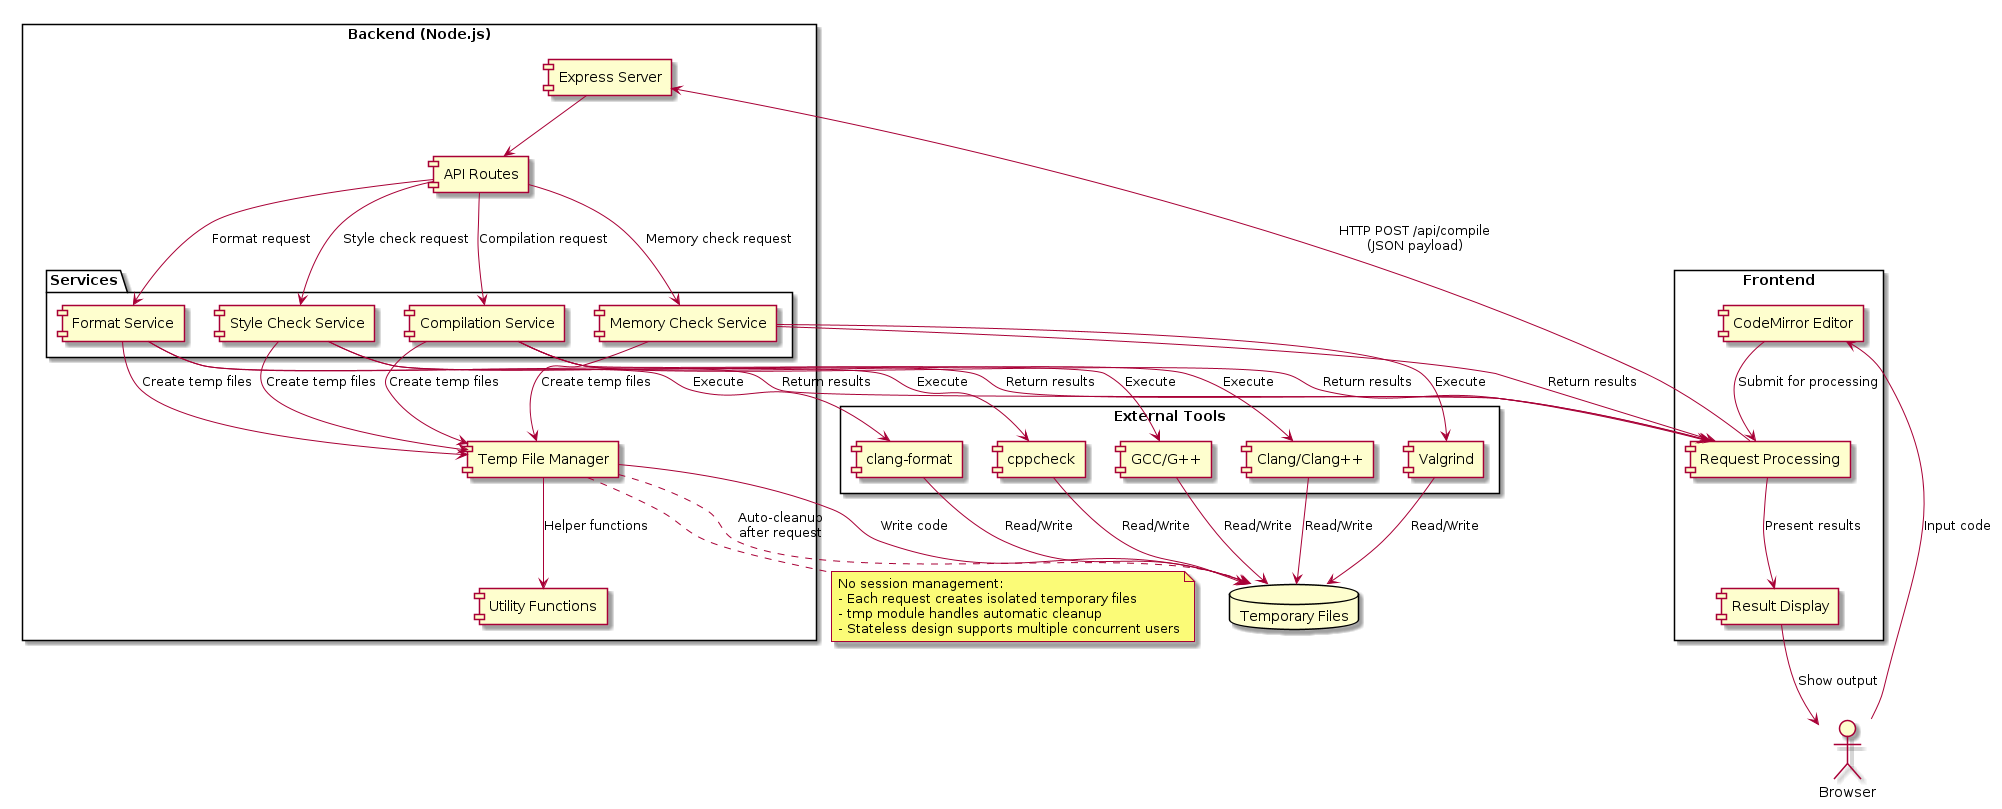 Backend (Node.js)
Express Server
API Routes
HTTP POST /api/compile
(JSON payload)
Format request
Style check request
Compilation request
Memory check request
Services
Format Service
Style Check Service
Compilation Service
Memory Check Service
Frontend
CodeMirror Editor
Create temp files
Create temp files
Create temp files
Create temp files
Execute
Return results
Execute
Return results
Execute
Execute
Return results
Execute
Return results
Submit for processing
External Tools
Temp File Manager
clang-format
cppcheck
GCC/G++
Clang/Clang++
Valgrind
Request Processing
Helper functions
Auto-cleanup
after request
Write code
Read/Write
Read/Write
Read/Write
Read/Write
Read/Write
Present results
Input code
Utility Functions
No session management:
- Each request creates isolated temporary files
- tmp module handles automatic cleanup
- Stateless design supports multiple concurrent users
Temporary Files
Result Display
Show output
Browser